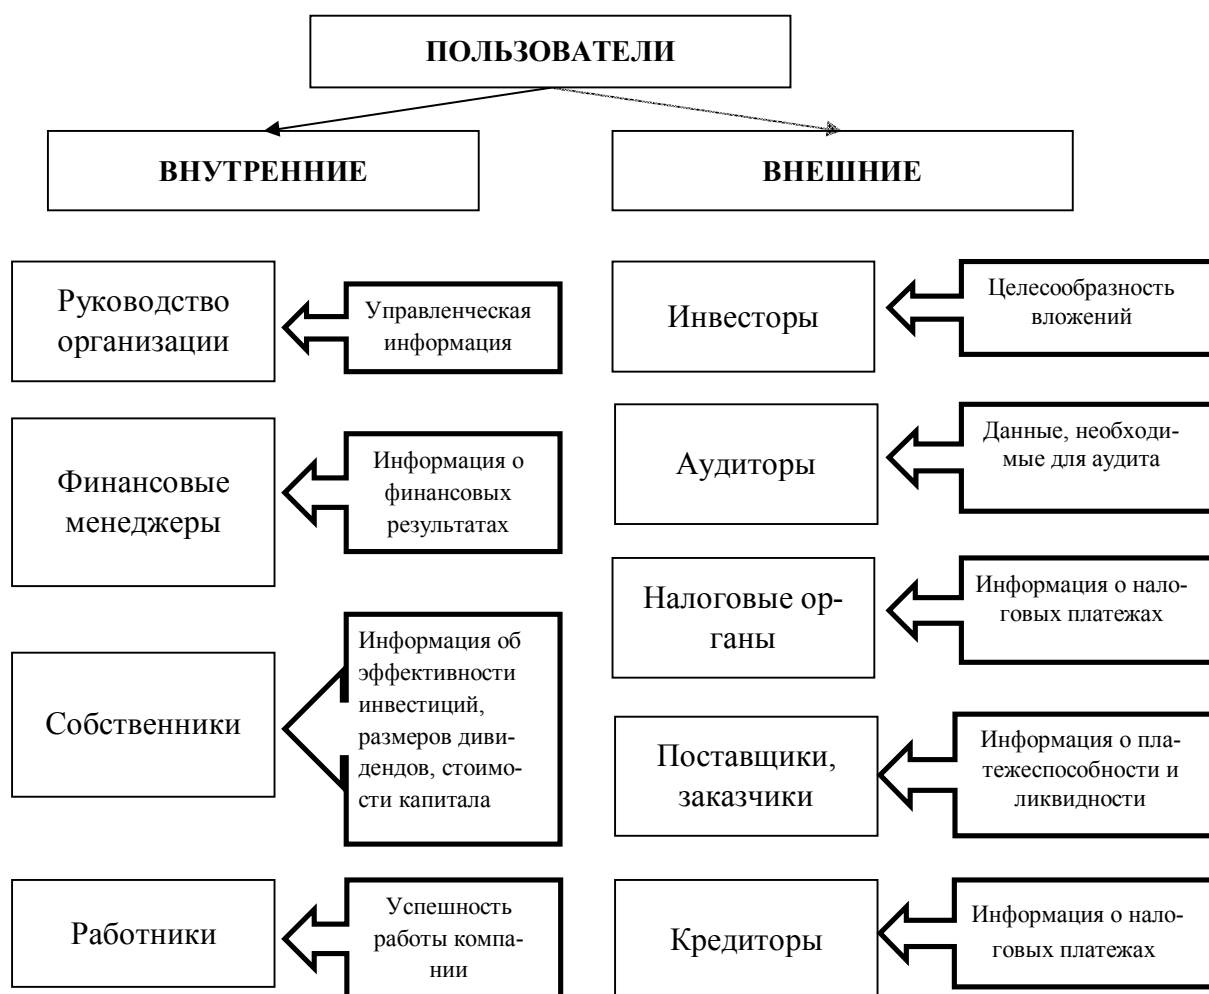 ПОЛЬЗОВАТЕЛИ
ВНУТРЕННИЕ
ВНЕШНИЕ
Руководство
организации
Управленческая
информация
Финансовые
менеджеры
Информация о
финансовых
результатах
Собственники
Информация об
эффективности
инвестиций,
размеров диви-
дендов, стоимо-
сти капитала
Работники
Успешность
работы компа-
нии
Инвесторы
Целесообразность
вложений
Аудиторы
Данные, необходи-
мые для аудита
Налоговые ор-
ганы
Информация о нало-
говых платежах
Поставщики,
заказчики
Информация о пла-
тежеспособности и
ликвидности
Кредиторы
Информация о нало-
говых платежах